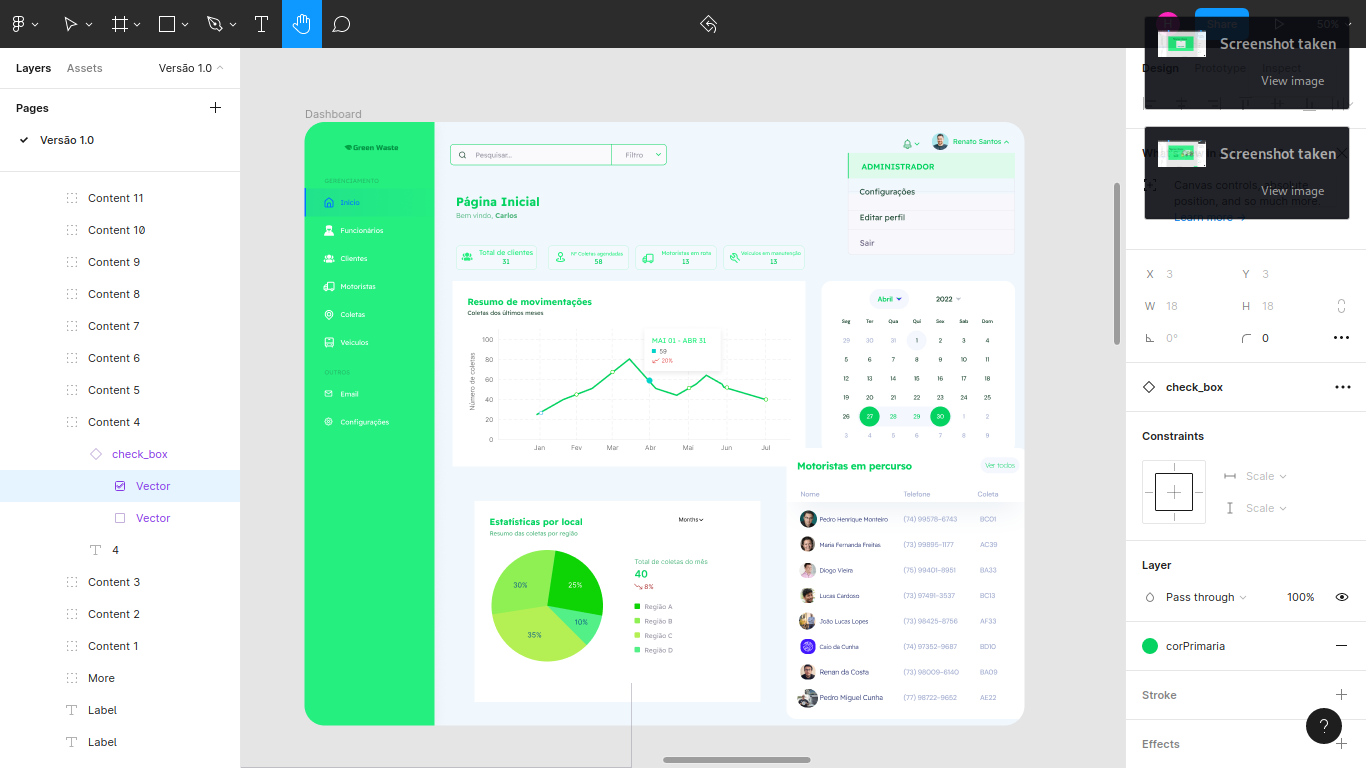 Share
50%
Screenshot taken
View image
Screenshot taken
View image
Layers
Assets
Versão 1.0
Design
Prototype
Inspect
Pages
Versão 1.0
Content 11
Content 10
Content 9
Content 8
Content 7
Content 6
Content 5
Content 4
check_box
Vector
Vector
4
Content 3
Content 2
Content 1
More
Label
Label
Dashboard
Green Waste
GERENCIAMENTO
Início
Funcionários
Clientes
Motoristas
Coletas
Veículos
OUTROS
Email
Configurações
Pesquisar...
Filtro
Renato Santos
ADMINISTRADOR
Configurações
Editar perfil
Sair
Página Inicial
Bem vindo, Carlos
Total de clientes
31
Nº Coletas agendadas
58
Motoristas em rota
13
Veículos em manutenção
13
Resumo de movimentações
Coletas dos últimos meses
Número de coletas
100
80
60
40
20
0
Jan Fev Mar Abr Mai Jun Jul
MAI 01 - ABR 31
59
20%
Abril
2022
Seg Ter Qua Qui Sex Sab Dom
29 30 31 1 2 3 4
5 6 7 8 9 10 11
12 13 14 15 16 17 18
19 20 21 22 23 24 25
26 27 28 29 30 1 2
3 4 5 6 7 8 9
Estatísticas por local
Resumo das coletas por região
Months
30%
25%
10%
35%
Total de coletas do mês
40
8%
Região A
Região B
Região C
Região D
Motoristas em percurso
Ver todos
Nome Telefone Coleta
Pedro Henrique Monteiro (74) 99578-6743 BC01
Maria Fernanda Freitas (73) 99895-1177 AC39
Diogo Vieira (75) 99401-8951 BA33
Lucas Cardoso (73) 97491-3537 BC13
João Lucas Lopes (73) 98425-8756 AF33
Caio da Cunha (74) 97352-9687 BD10
Renan da Costa (73) 98009-6140 BA09
Pedro Miguel Cunha (77) 98722-9652 AE22
Canvas controls, absolute
position, and so much more.
Learn more →
X 3
Y 3
W 18
H 18
0°
0
check_box
Constraints
Scale
Scale
Layer
Pass through
100%
corPrimaria
Stroke
Effects
?